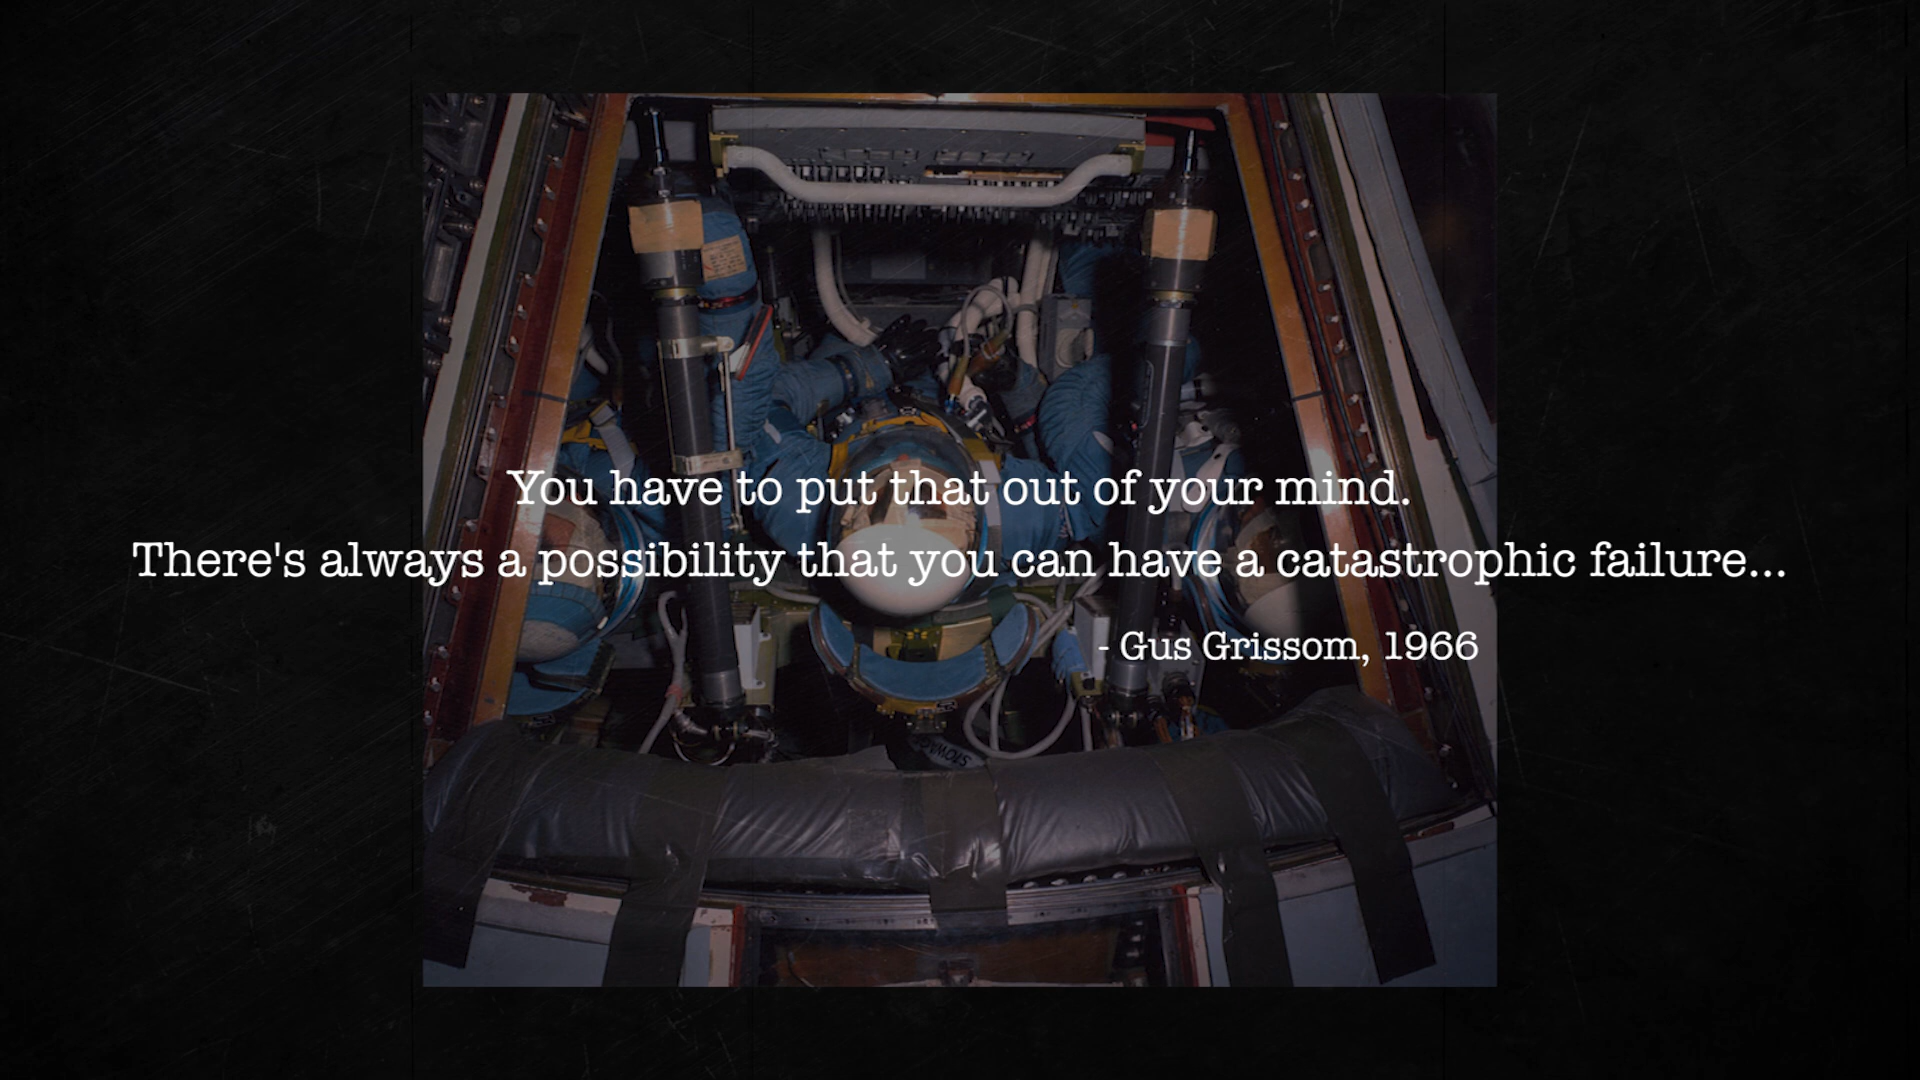 You have to put that out of your mind.
There's always a possibility that you can have a catastrophic failure...
- Gus Grissom, 1966